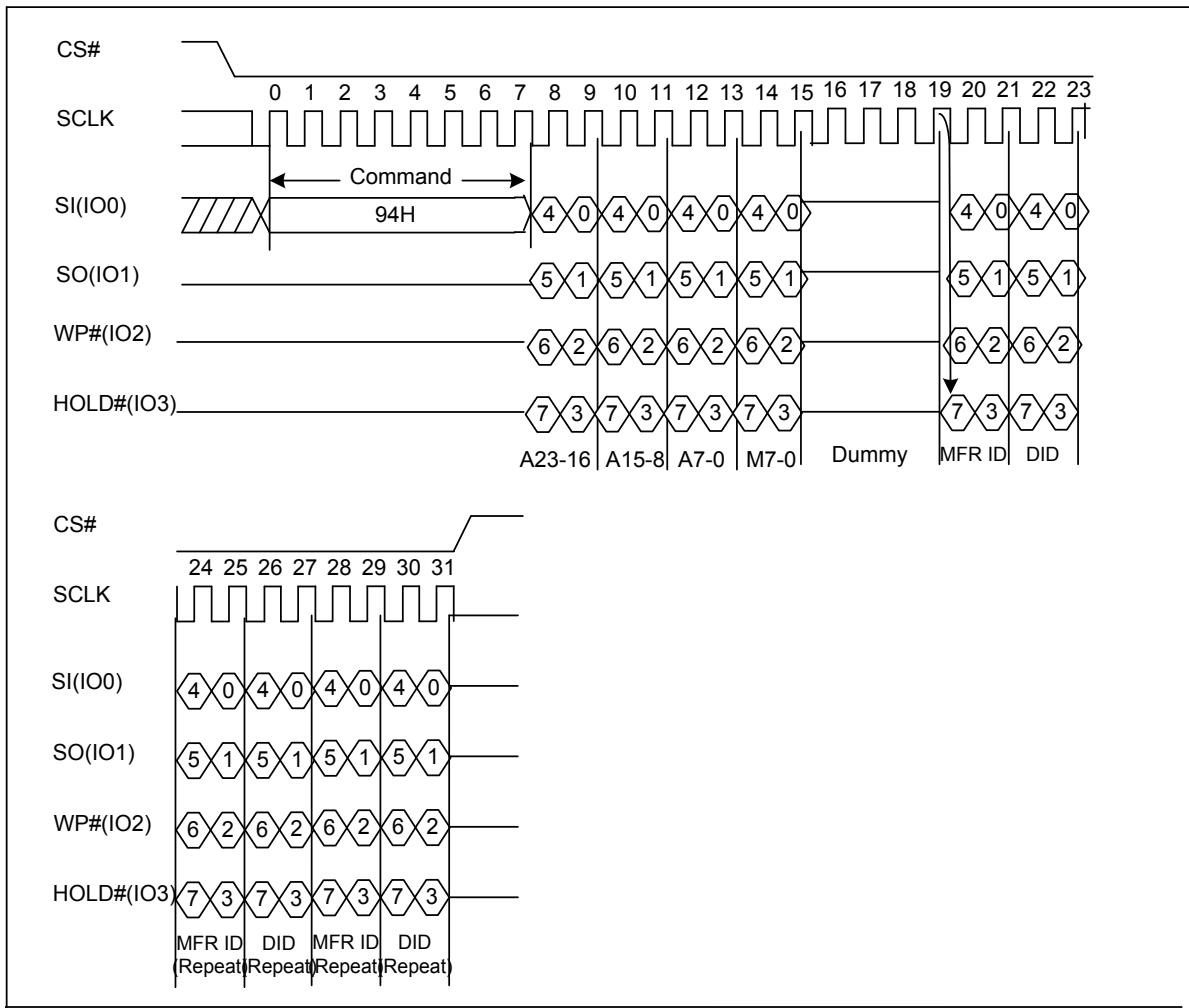 CS#
0 1 2 3 4 5 6 7 8 9 10 11 12 13 14 15 16 17 18 19 20 21 22 23
SCLK
Command
SI(IO0) 94H 4 0 4 0 4 0 4 0 4 0 4 0
SO(IO1) 5 1 5 1 5 1 5 1 5 1 5 1
WP#(IO2) 6 2 6 2 6 2 6 2 6 2 6 2
HOLD#(IO3) 7 3 7 3 7 3 7 3 7 3 7 3
A23-16 A15-8 A7-0 M7-0 Dummy MFR ID DID
CS#
24 25 26 27 28 29 30 31
SCLK
SI(IO0) 4 0 4 0 4 0 4 0
SO(IO1) 5 1 5 1 5 1 5 1
WP#(IO2) 6 2 6 2 6 2 6 2
HOLD#(IO3) 7 3 7 3 7 3 7 3
MFR ID DID MFR ID DID
(Repeat) (Repeat) (Repeat) (Repeat)